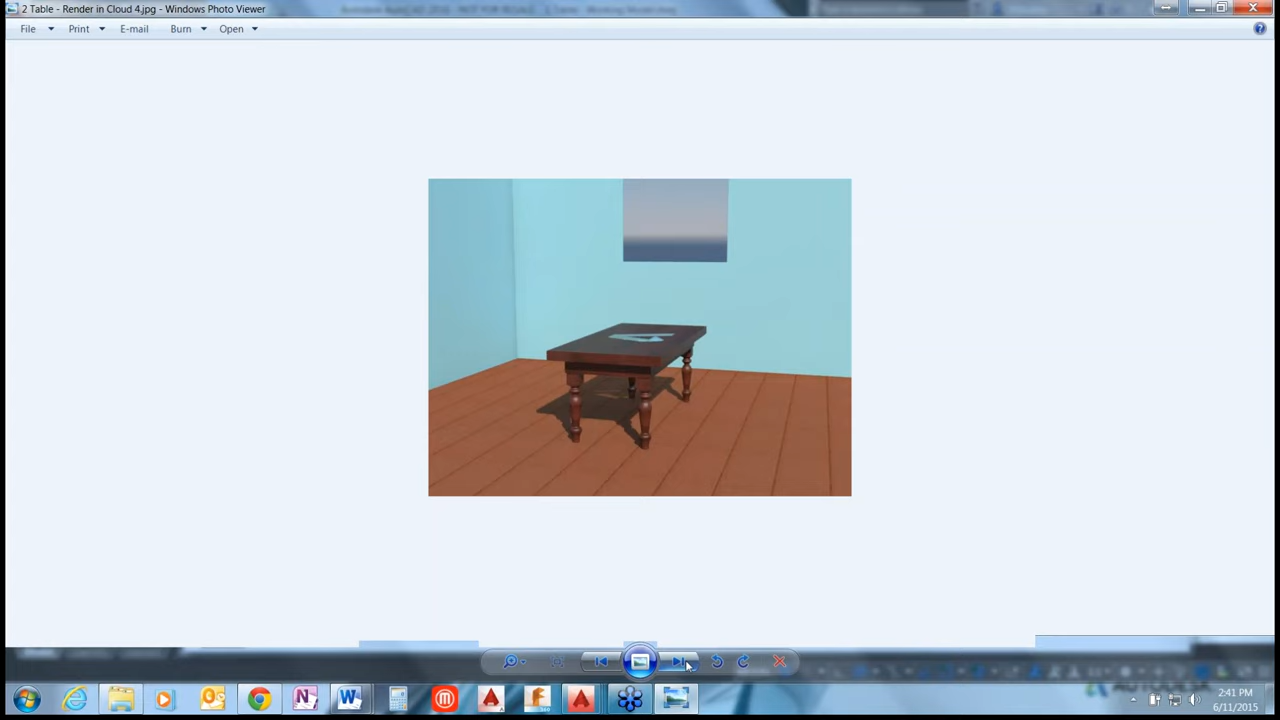 2 Table - Render in Cloud 4.jpg - Windows Photo Viewer
File Print E-mail Burn Open
2:41 PM
6/11/2015